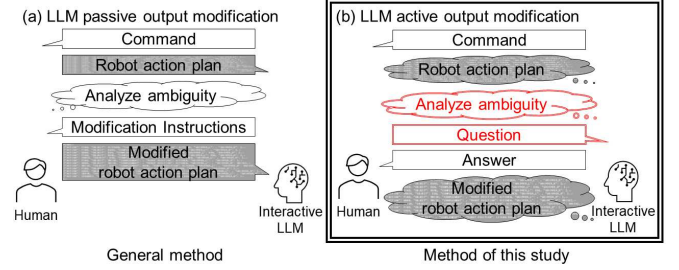 (a) LLM passive output modification
Command
Robot action plan
Analyze ambiguity
Modification Instructions
Modified
robot action plan
Human
Interactive
LLM
General method
(b) LLM active output modification
Command
Robot action plan
Analyze ambiguity
Question
Answer
Modified
robot action plan
Human
Interactive
LLM
Method of this study